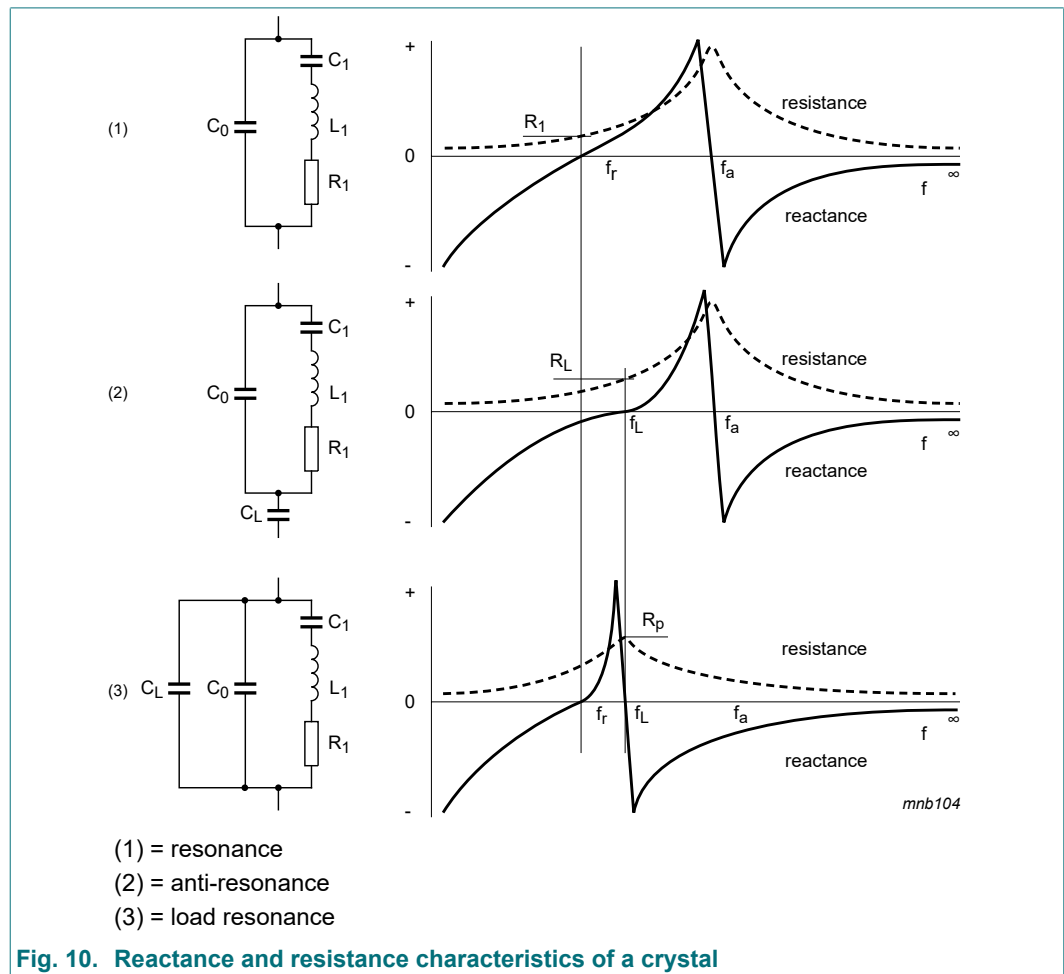 (1)
C0
C1
L1
R1
+
0
-
R1
fr
fa
f
∞
resistance
reactance
(2)
C0
C1
L1
R1
CL
+
0
-
RL
fL
fa
f
∞
resistance
reactance
(3)
CL
C0
C1
L1
R1
+
0
-
Rp
fr
fL
fa
f
∞
resistance
reactance
mnb104
(1) = resonance
(2) = anti-resonance
(3) = load resonance
Fig. 10. Reactance and resistance characteristics of a crystal